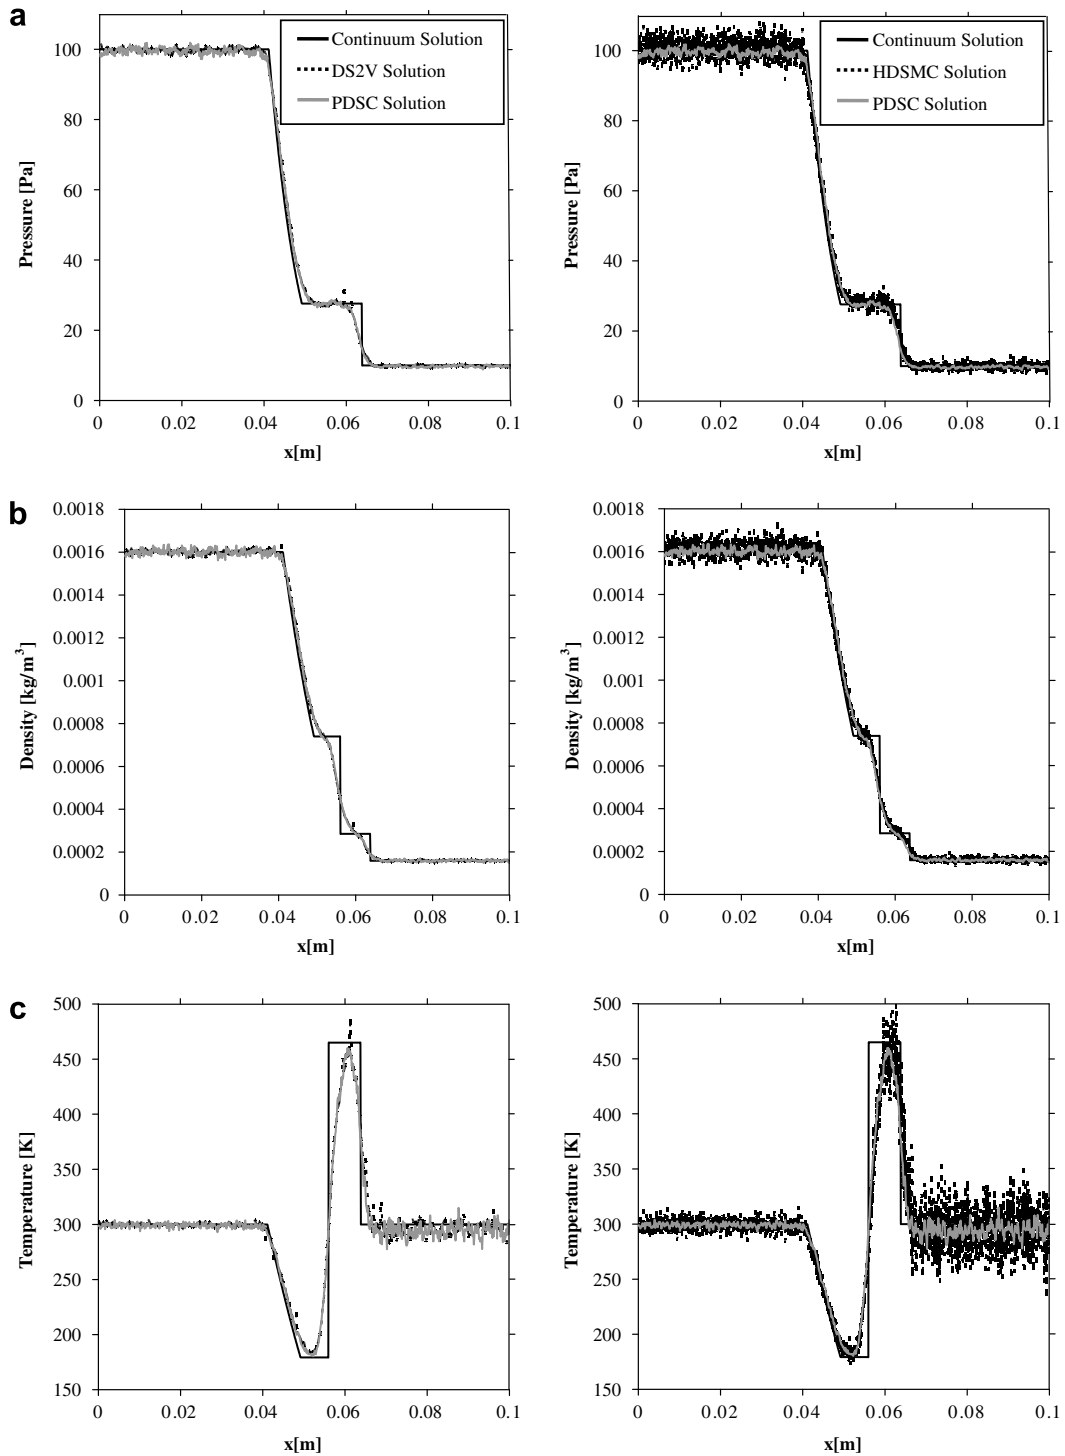 a
100
80
60
40
20
0
Pressure [Pa]
0 0.02 0.04 0.06 0.08 0.1
x[m]
Continuum Solution
DS2V Solution
PDSC Solution
100
80
60
40
20
0
Pressure [Pa]
0 0.02 0.04 0.06 0.08 0.1
x[m]
Continuum Solution
HDSMC Solution
PDSC Solution
b
0.0018
0.0016
0.0014
0.0012
0.001
0.0008
0.0006
0.0004
0.0002
0
Density [kg/m³]
0 0.02 0.04 0.06 0.08 0.1
x[m]
0.0018
0.0016
0.0014
0.0012
0.001
0.0008
0.0006
0.0004
0.0002
0
Density [kg/m³]
0 0.02 0.04 0.06 0.08 0.1
x[m]
c
500
450
400
350
300
250
200
150
Temperature [K]
0 0.02 0.04 0.06 0.08 0.1
x[m]
500
450
400
350
300
250
200
150
Temperature [K]
0 0.02 0.04 0.06 0.08 0.1
x[m]